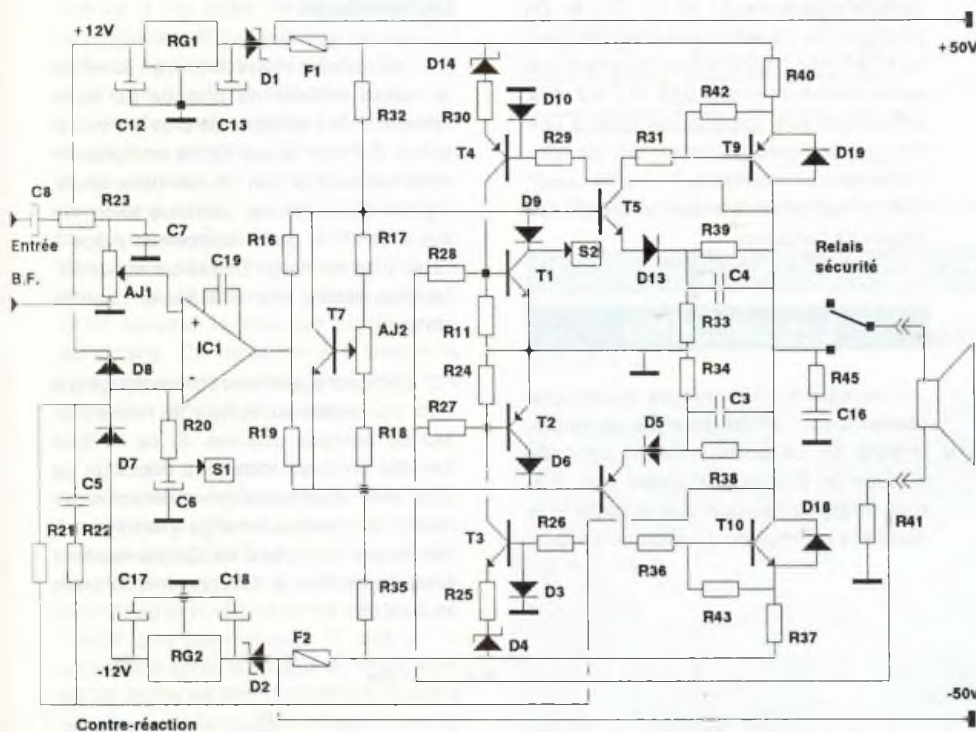 +12V
RG1
D1
F1
+50V
C12
C13
R32
D14
R30
D10
T4
R29
R31
R42
R40
T9
D19
C8
R23
Entrée
B.F.
C7
AJ1
C19
R16
R17
R28
D9
T1
S2
T5
D13
R39
C4
Relais
sécurité
T7
AJ2
R11
R33
+
IC1
-
D8
R24
R34
R45
R20
R27
T2
C3
C16
D7
S1
R19
R18
D6
D5
R38
C5
C6
R21
R22
T3
R26
T10
D18
R41
R36
C17
C18
R35
R25
D3
R43
R37
D4
RG2
-12V
D2
F2
-50v
Contre-réaction